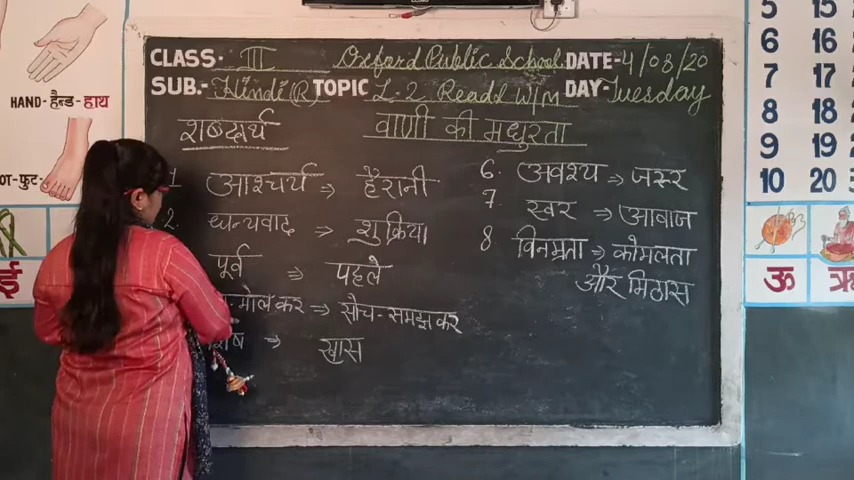 CLASS- III Oxford Public School DATE- 4/08/20
SUB.- Hindi(R) TOPIC L-2 Read & W/M DAY- Tuesday
शब्दार्थ वाणी की मधुरता
1 आश्चर्य ⇒ हैरानी
2. धन्यवाद ⇒ शुक्रिया
पूर्व ⇒ पहले
-मोल कर ⇒ सोच-समझ कर
⇒ खास
6. अवश्य ⇒ जरूर
7. स्वर ⇒ आवाज
8. विनम्रता ⇒ कोमलता
और मिठास
HAND-हैन्ड-हाथ
OT-फुट-
ई
5 15
6 16
7 17
8 18
9 19
10 20
ऊ
ऋ